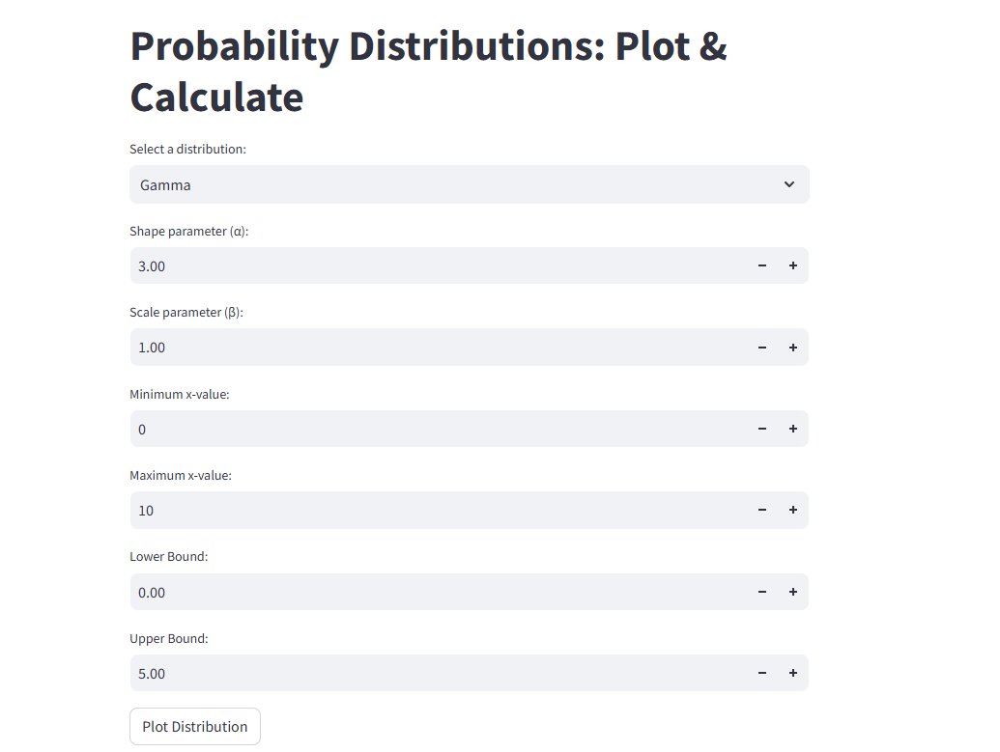 Probability Distributions: Plot &
Calculate
Select a distribution:
Gamma
Shape parameter (α):
3.00
Scale parameter (β):
1.00
Minimum x-value:
0
Maximum x-value:
10
Lower Bound:
0.00
Upper Bound:
5.00
Plot Distribution